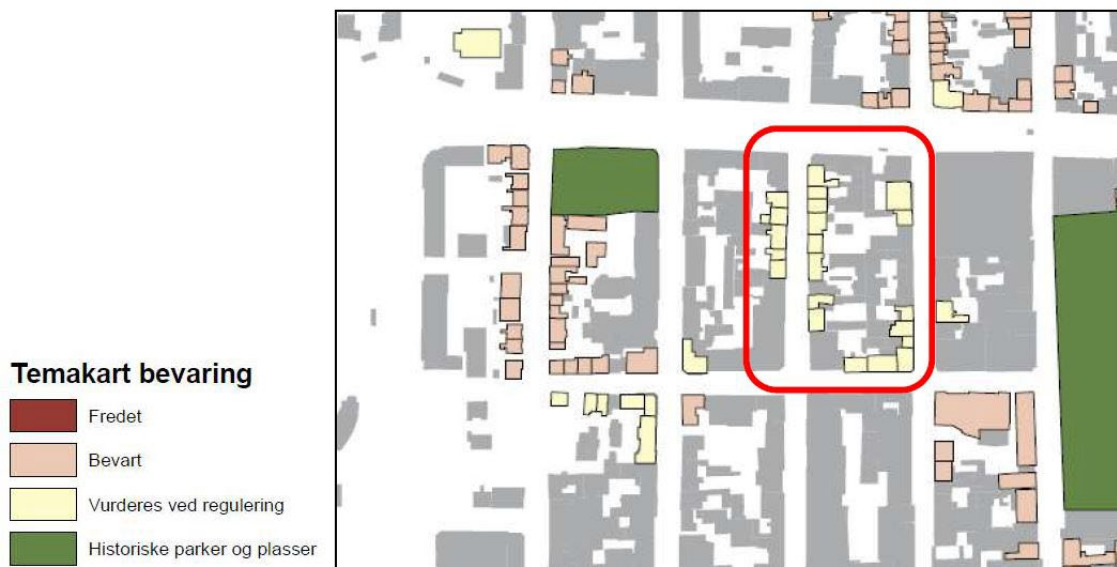 Temakart bevaring
Fredet
Bevart
Vurderes ved regulering
Historiske parker og plasser